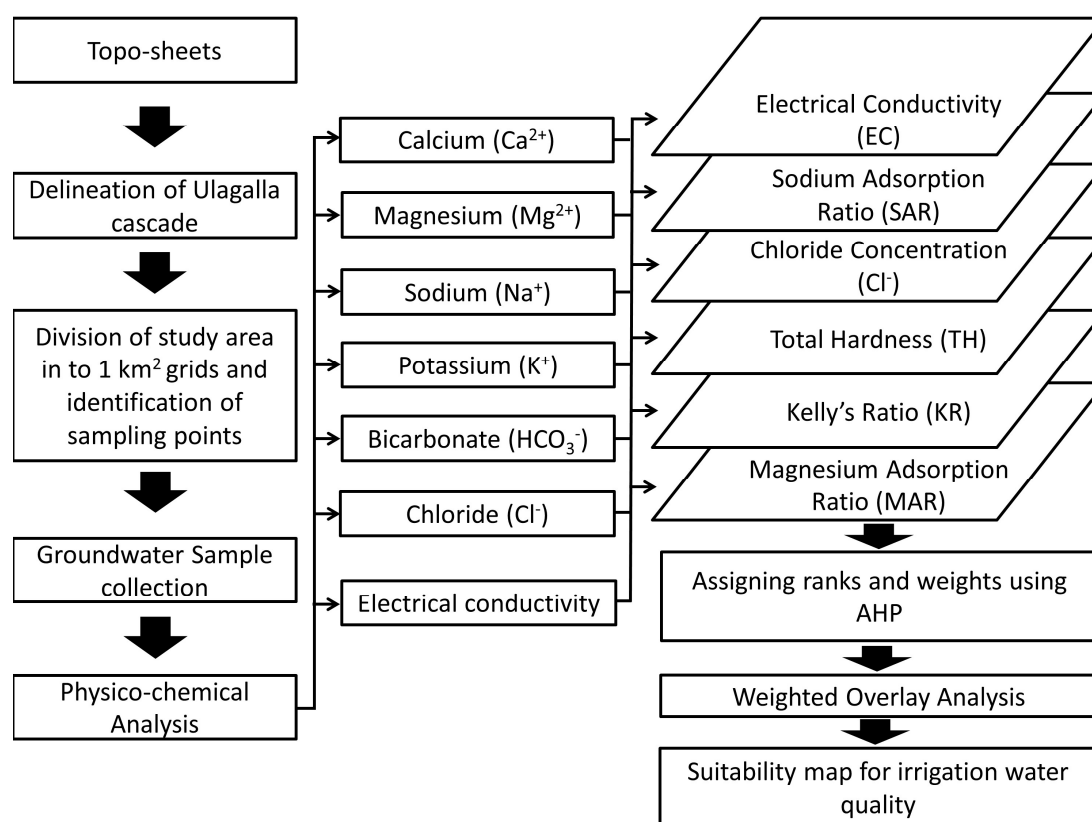 Topo-sheets
Delineation of Ulagalla
cascade
Division of study area
in to 1 km² grids and
identification of
sampling points
Groundwater Sample
collection
Physico-chemical
Analysis
Calcium (Ca²⁺)
Magnesium (Mg²⁺)
Sodium (Na⁺)
Potassium (K⁺)
Bicarbonate (HCO₃⁻)
Chloride (Cl⁻)
Electrical conductivity
Electrical Conductivity
(EC)
Sodium Adsorption
Ratio (SAR)
Chloride Concentration
(Cl⁻)
Total Hardness (TH)
Kelly’s Ratio (KR)
Magnesium Adsorption
Ratio (MAR)
Assigning ranks and weights using
AHP
Weighted Overlay Analysis
Suitability map for irrigation water
quality